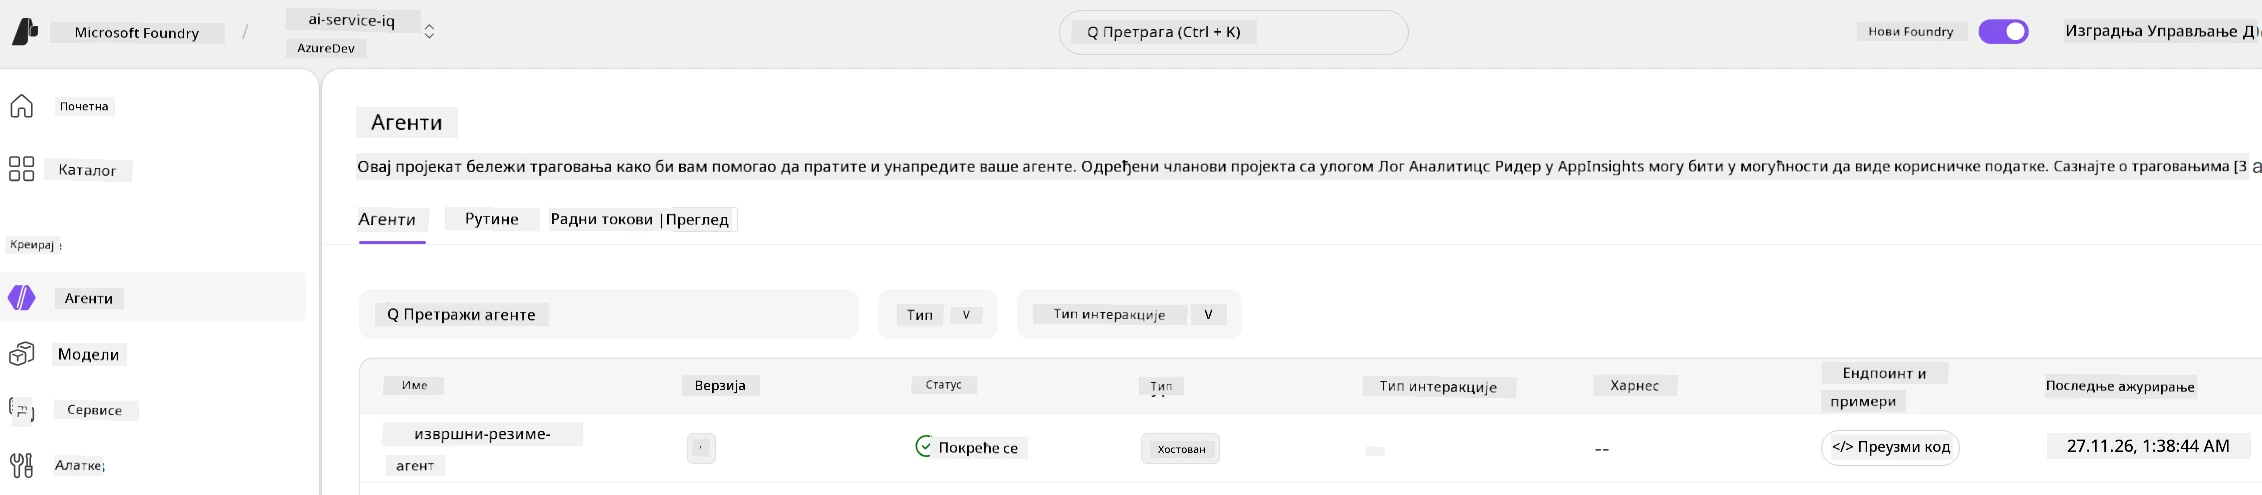 Microsoft Foundry
/
ai-service-iq
AzureDev
Q Претрага (Ctrl + K)
Нови Foundry
Изградња Управљање Д
Почетна
Каталог
Креирај
Агенти
Модели
Сервисе
Алатке;
Агенти
Овај пројекат бележи траговања како би вам помогао да пратите и унапредите ваше агенте. Одређени чланови пројекта са улогом Лог Аналитицс Ридер у AppInsights могу бити у могућности да виде корисничке податке. Сазнајте о траговањима [3 а
Агенти Рутине Радни токови |Преглед
Q Претражи агенте
Тип V
Тип интеракције V
Име Верзија Статус Тип Тип интеракције Харнес Ендпоинт и примери Последње ажурирање
извршни-резиме-
агент
Покреће се Хостован -- </> Преузми код 27.11.26, 1:38:44 AM